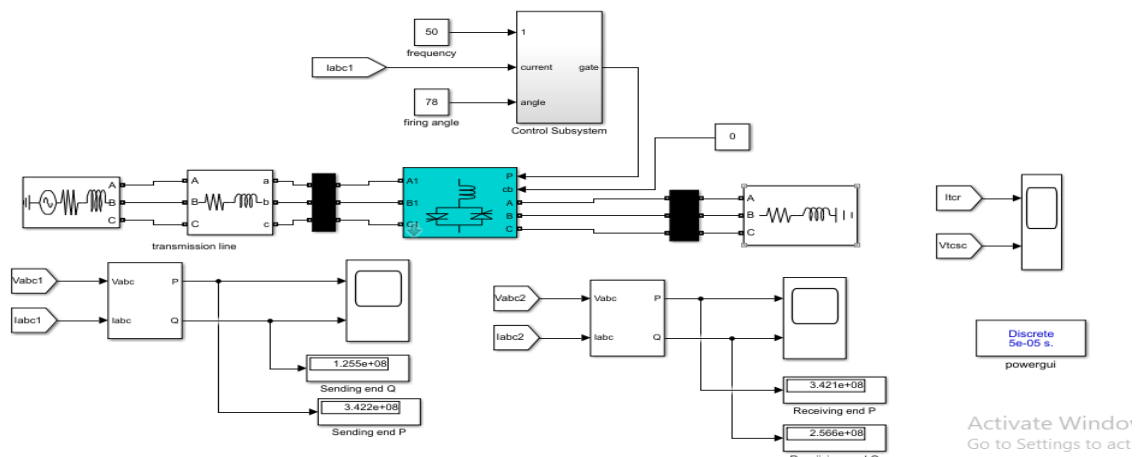 50
frequency
Iabc1
78
firing angle
1
current
angle
gate
Control Subsystem
0
A
B
C
A
B
C
a
b
c
transmission line
A1
B1
C1
P
cb
A
B
C
A
B
C
Itcr
Vtcsc
Vabc1
Iabc1
Vabc
Iabc
P
Q
1.255e+08
Sending end Q
3.422e+08
Sending end P
Vabc2
Iabc2
Vabc
Iabc
P
Q
3.421e+08
Receiving end P
2.566e+08
Discrete
5e-05 s.
powergui
Activate Window
Go to Settings to act